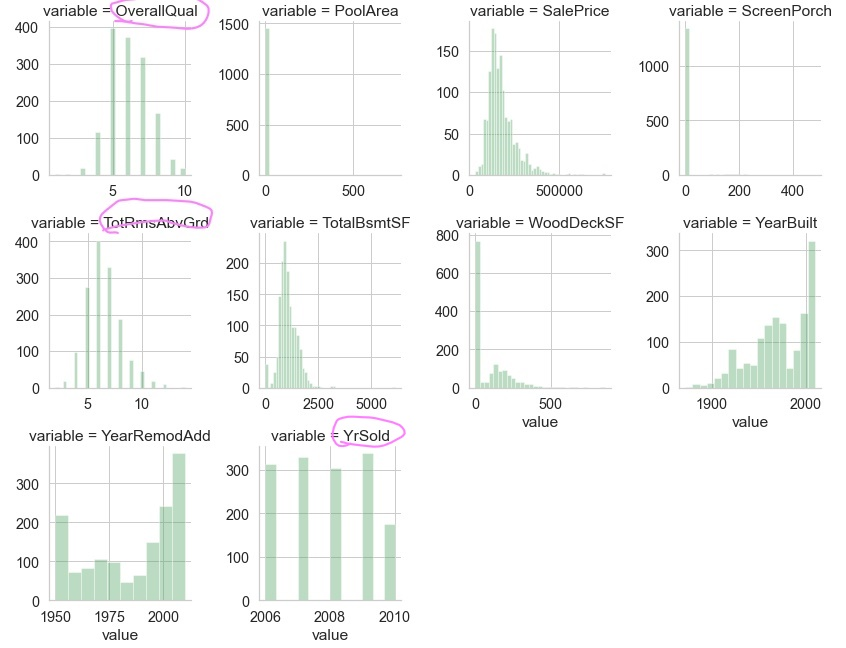 variable = OverallQual variable = PoolArea variable = SalePrice variable = ScreenPorch
400 1500
300 1000 150 1000
200 100
100 500 50 500
0 0 0 0
5 10 0 500 0 500000 0 200 400
variable = TotRmsAbvGrd variable = TotalBsmtSF variable = WoodDeckSF variable = YearBuilt
400 800
300 200 600 300
200 150 400 200
100 100 200 100
50
0 0 0 0
5 10 0 2500 5000 0 500 1900 2000
value value
variable = YearRemodAdd variable = YrSold
300 300
200 200
100 100
0 0
1950 1975 2000 2006 2008 2010
value value